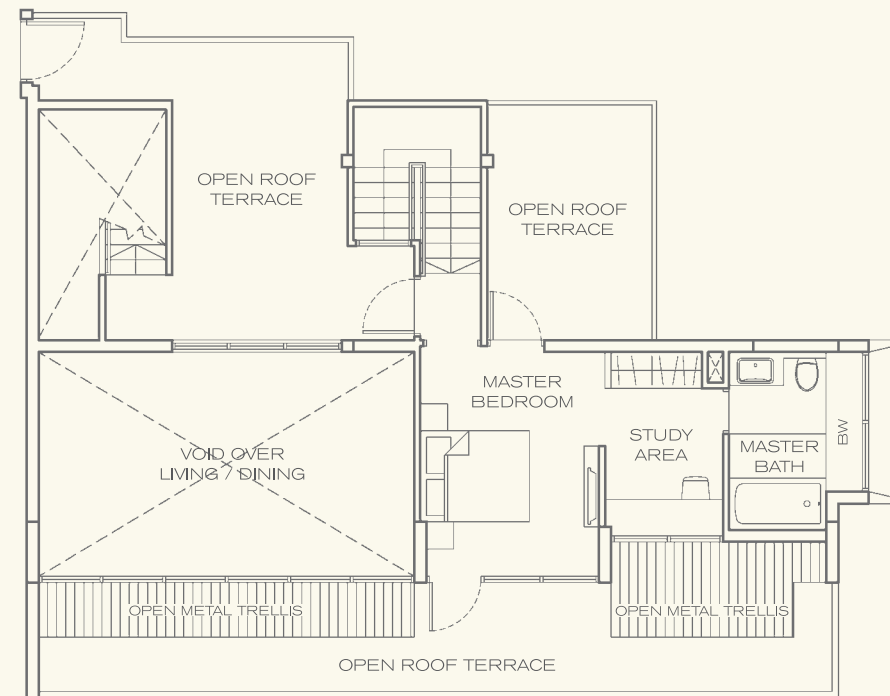 OPEN ROOF
TERRACE
OPEN ROOF
TERRACE
MASTER
BEDROOM
STUDY
AREA
MASTER
BATH
BW
VOID OVER
LIVING / DINING
OPEN METAL TRELLIS
OPEN METAL TRELLIS
OPEN ROOF TERRACE